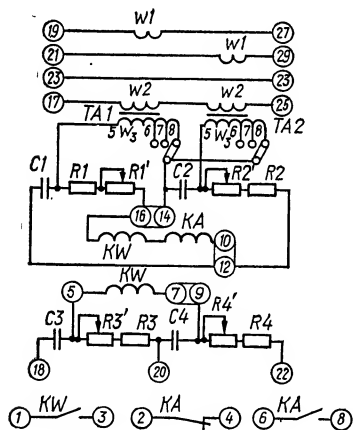 19 W1 27
21 W1 29
23 23
17 W2 W2 25
TA1 5 W3 6 7 8 5 W3 6 7 8 TA2
C1 R1 R1' C2 R2' R2
16 14
KW KA 10
12
KW
5 7 9
C3 R3' R3 C4 R4' R4
18 20 22
1 KW 3 2 KA 4 6 KA 8